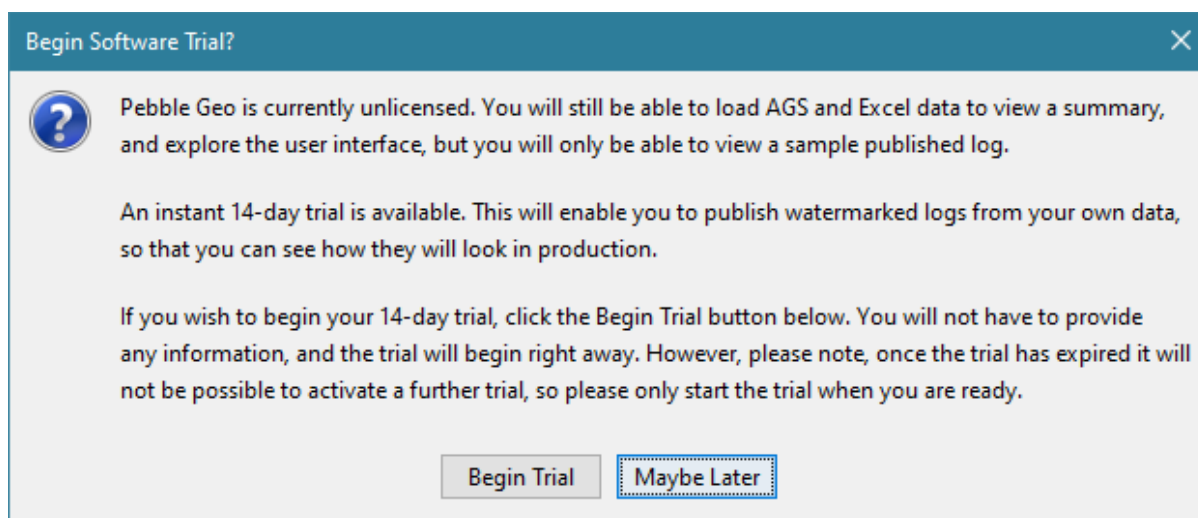 Begin Software Trial?
Pebble Geo is currently unlicensed. You will still be able to load AGS and Excel data to view a summary,
and explore the user interface, but you will only be able to view a sample published log.
An instant 14-day trial is available. This will enable you to publish watermarked logs from your own data,
so that you can see how they will look in production.
If you wish to begin your 14-day trial, click the Begin Trial button below. You will not have to provide
any information, and the trial will begin right away. However, please note, once the trial has expired it will
not be possible to activate a further trial, so please only start the trial when you are ready.
Begin Trial
Maybe Later